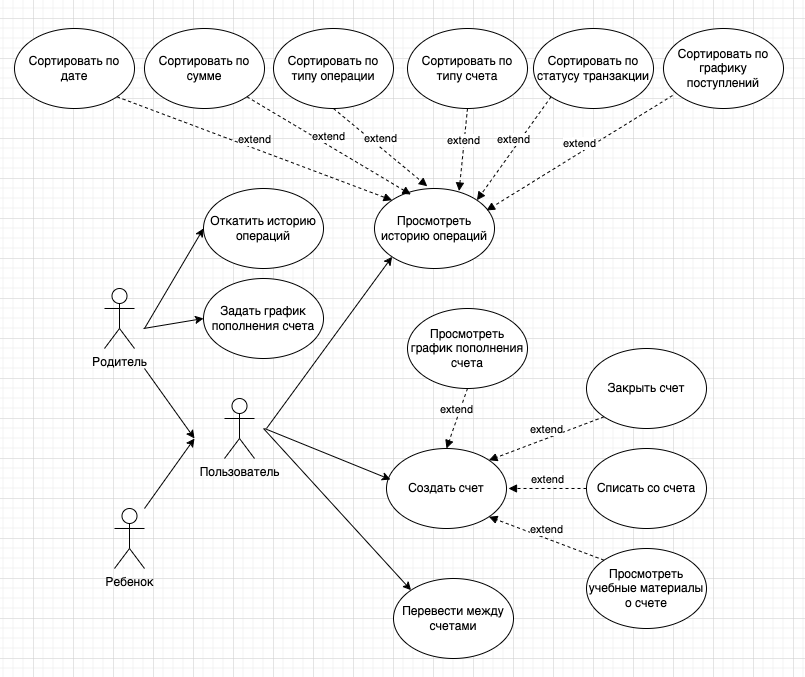 Сортировать по
дате
Сортировать по
сумме
Сортировать по
типу операции
Сортировать по
типу счета
Сортировать по
статусу транзакции
Сортировать по
графику
поступлений
extend
extend
extend
extend
extend
extend
Откатить историю
операций
Просмотреть
историю операций
Задать график
пополнения счета
Родитель
Просмотреть
график пополнения
счета
Закрыть счет
extend
extend
Пользователь
Создать счет
extend
Списать со счета
extend
Ребенок
Просмотреть
учебные материалы
о счете
Перевести между
счетами